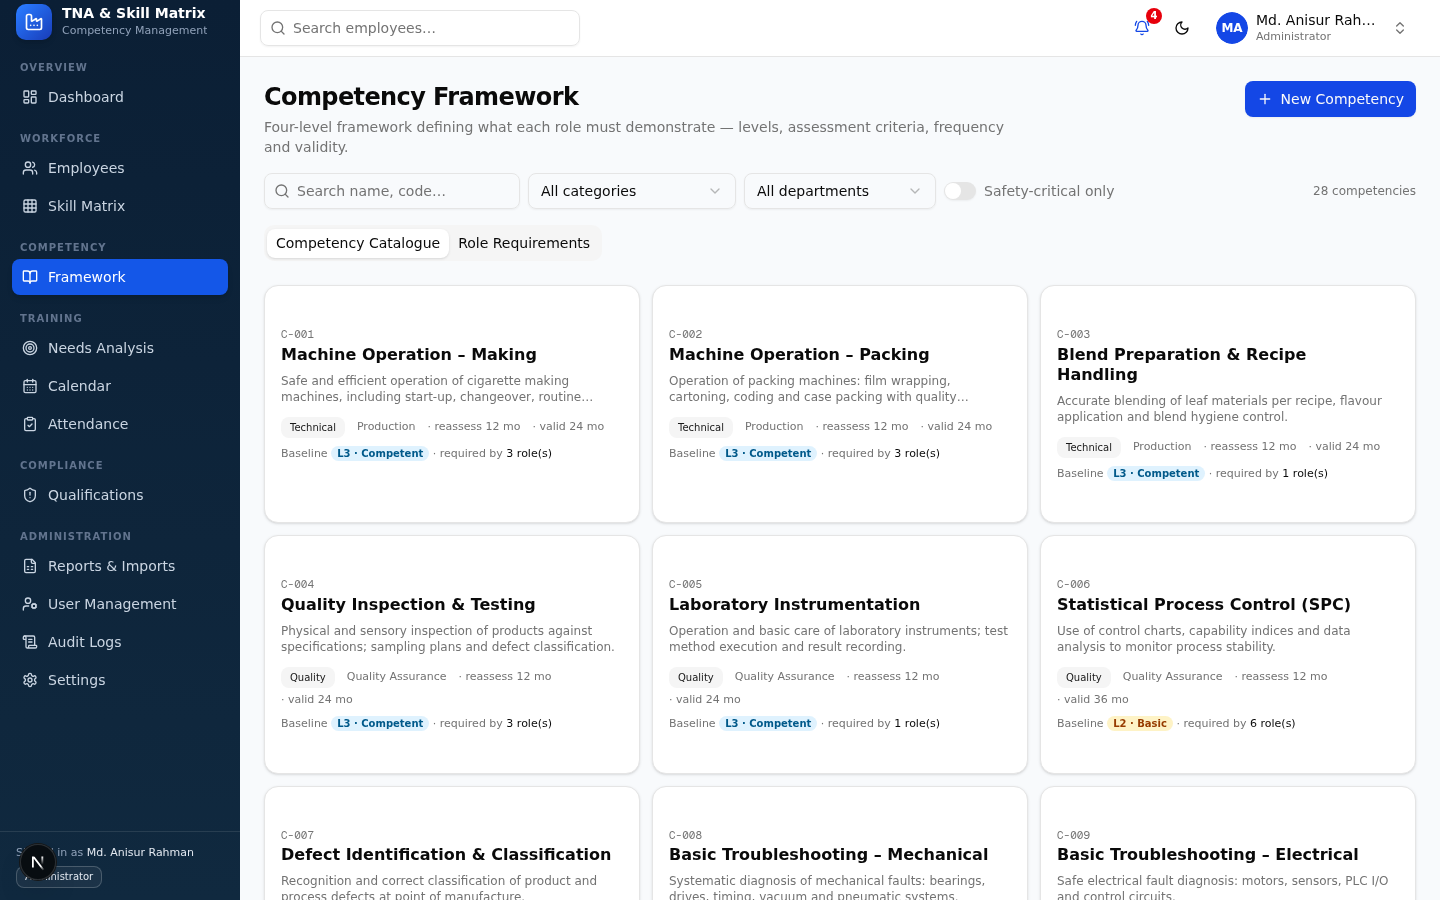 TNA & Skill Matrix
Competency Management
OVERVIEW
Dashboard
WORKFORCE
Employees
Skill Matrix
COMPETENCY
Framework
TRAINING
Needs Analysis
Calendar
Attendance
COMPLIANCE
Qualifications
ADMINISTRATION
Reports & Imports
User Management
Audit Logs
Settings
in as Md. Anisur Rahman
N
Search employees...
4
MA
Md. Anisur Rah...
Administrator
Competency Framework
New Competency
Four-level framework defining what each role must demonstrate — levels, assessment criteria, frequency
and validity.
Search name, code...
All categories
All departments
Safety-critical only
28 competencies
Competency Catalogue
Role Requirements
C-001
Machine Operation – Making
Safe and efficient operation of cigarette making
machines, including start-up, changeover, routine...
Technical Production · reassess 12 mo · valid 24 mo
Baseline L3 · Competent · required by 3 role(s)
C-002
Machine Operation – Packing
Operation of packing machines: film wrapping,
cartoning, coding and case packing with quality...
Technical Production · reassess 12 mo · valid 24 mo
Baseline L3 · Competent · required by 3 role(s)
C-003
Blend Preparation & Recipe
Handling
Accurate blending of leaf materials per recipe, flavour
application and blend hygiene control.
Technical Production · reassess 12 mo · valid 24 mo
Baseline L3 · Competent · required by 1 role(s)
C-004
Quality Inspection & Testing
Physical and sensory inspection of products against
specifications; sampling plans and defect classification.
Quality Quality Assurance · reassess 12 mo
· valid 24 mo
Baseline L3 · Competent · required by 3 role(s)
C-005
Laboratory Instrumentation
Operation and basic care of laboratory instruments; test
method execution and result recording.
Quality Quality Assurance · reassess 12 mo
· valid 24 mo
Baseline L3 · Competent · required by 1 role(s)
C-006
Statistical Process Control (SPC)
Use of control charts, capability indices and data
analysis to monitor process stability.
Quality Quality Assurance · reassess 12 mo
· valid 36 mo
Baseline L2 · Basic · required by 6 role(s)
C-007
Defect Identification & Classification
Recognition and correct classification of product and
process defects at point of manufacture.
C-008
Basic Troubleshooting – Mechanical
Systematic diagnosis of mechanical faults: bearings,
drives, timing, vacuum and pneumatic systems.
C-009
Basic Troubleshooting – Electrical
Safe electrical fault diagnosis: motors, sensors, PLC I/O
and control circuits.